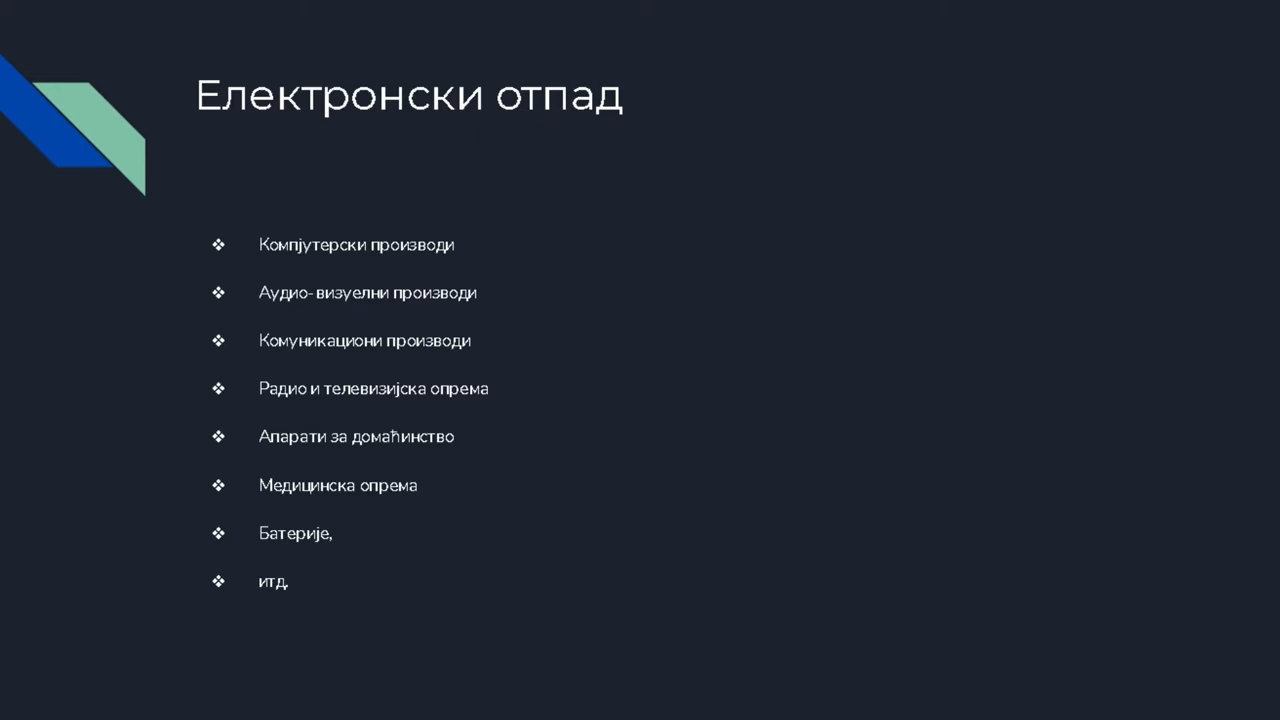 Електронски отпад
❖ Компјутерски производи
❖ Аудио-визуелни производи
❖ Комуникациони производи
❖ Радио и телевизијска опрема
❖ Апарати за домаћинство
❖ Медицинска опрема
❖ Батерије,
❖ итд.